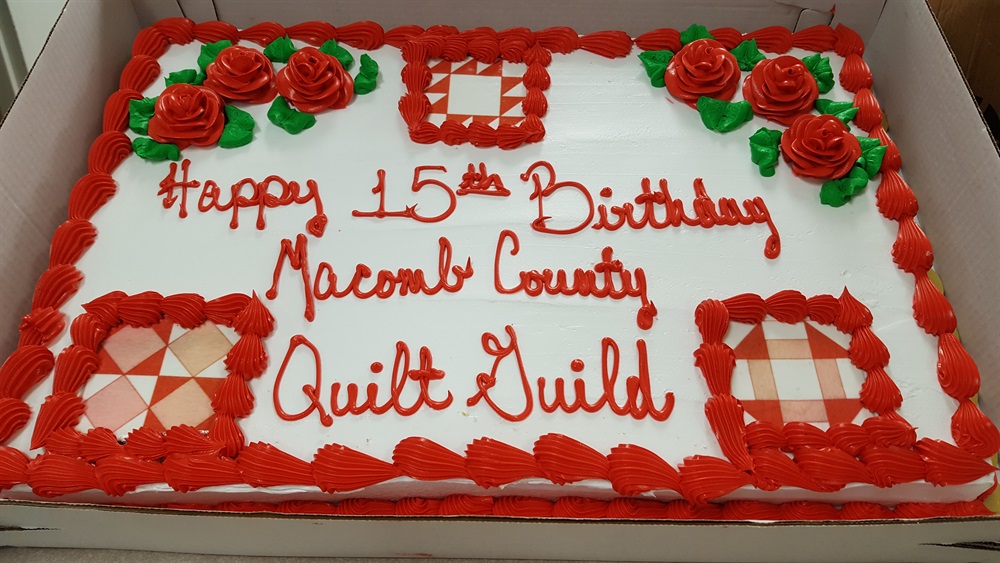 Happy 15th Birthday
Macomb County
Quilt Guild